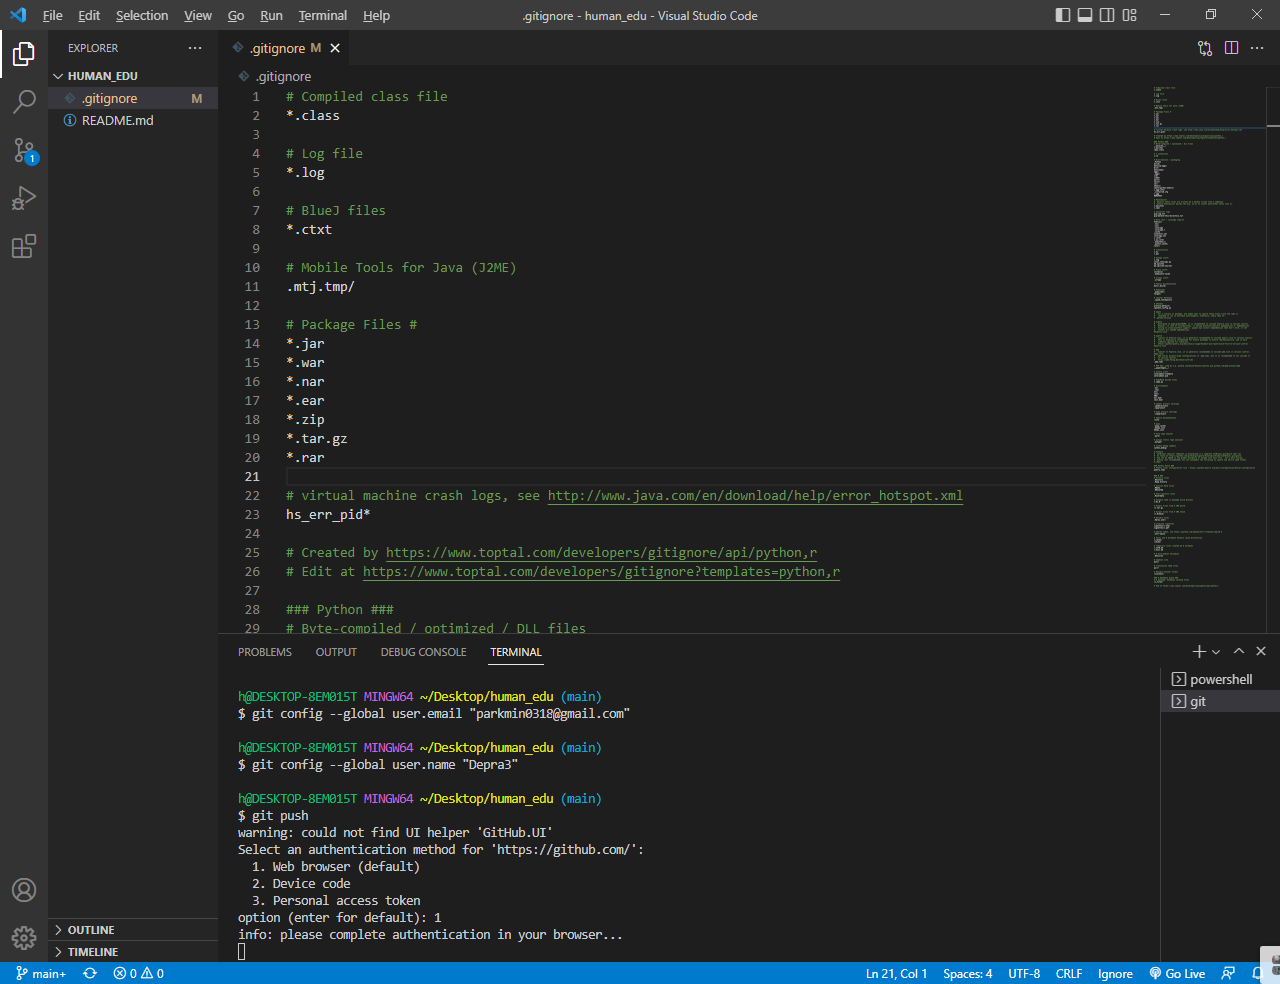 File Edit Selection View Go Run Terminal Help .gitignore - human_edu - Visual Studio Code
EXPLORER
.gitignore M
HUMAN_EDU
.gitignore M
README.md
.gitignore
1 # Compiled class file
2 *.class
3
4 # Log file
5 *.log
6
7 # BlueJ files
8 *.ctxt
9
10 # Mobile Tools for Java (J2ME)
11 .mtj.tmp/
12
13 # Package Files #
14 *.jar
15 *.war
16 *.nar
17 *.ear
18 *.zip
19 *.tar.gz
20 *.rar
21
22 # virtual machine crash logs, see http://www.java.com/en/download/help/error_hotspot.xml
23 hs_err_pid*
24
25 # Created by https://www.toptal.com/developers/gitignore/api/python,r
26 # Edit at https://www.toptal.com/developers/gitignore?templates=python,r
27
28 ### Python ###
29 # Byte-compiled / optimized / DLL files
1
PROBLEMS OUTPUT DEBUG CONSOLE TERMINAL
powershell
git
h@DESKTOP-8EM015T MINGW64 ~/Desktop/human_edu (main)
$ git config --global user.email "parkmin0318@gmail.com"
h@DESKTOP-8EM015T MINGW64 ~/Desktop/human_edu (main)
$ git config --global user.name "Depra3"
h@DESKTOP-8EM015T MINGW64 ~/Desktop/human_edu (main)
$ git push
warning: could not find UI helper 'GitHub.UI'
Select an authentication method for 'https://github.com/':
1. Web browser (default)
2. Device code
3. Personal access token
option (enter for default): 1
info: please complete authentication in your browser...
OUTLINE
TIMELINE
main+ 0 0 Ln 21, Col 1 Spaces: 4 UTF-8 CRLF Ignore Go Live